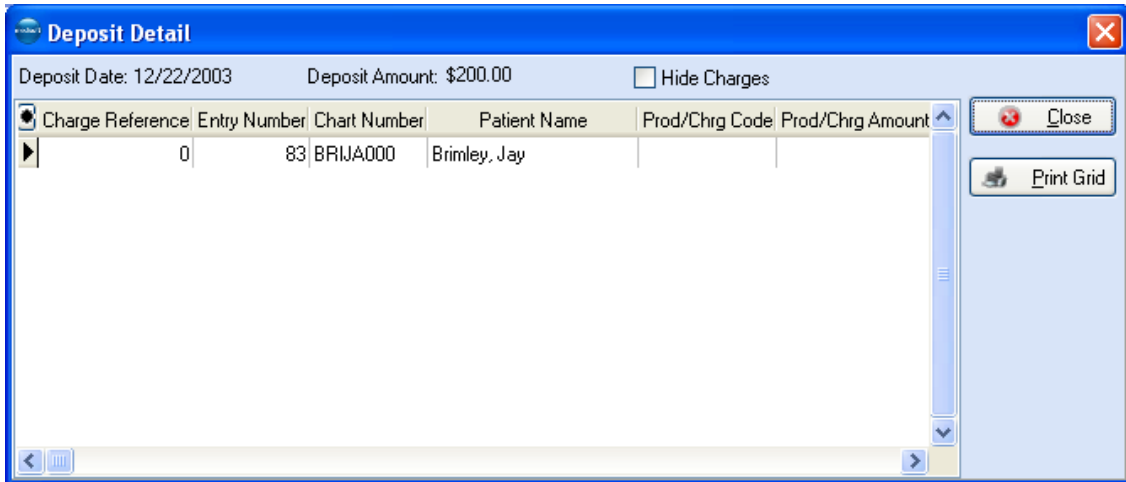 Deposit Detail
Deposit Date: 12/22/2003 Deposit Amount: $200.00 Hide Charges
Charge Reference Entry Number Chart Number Patient Name Prod/Chrg Code Prod/Chrg Amount
0 83 BRIJA000 Brimley, Jay
Close
Print Grid